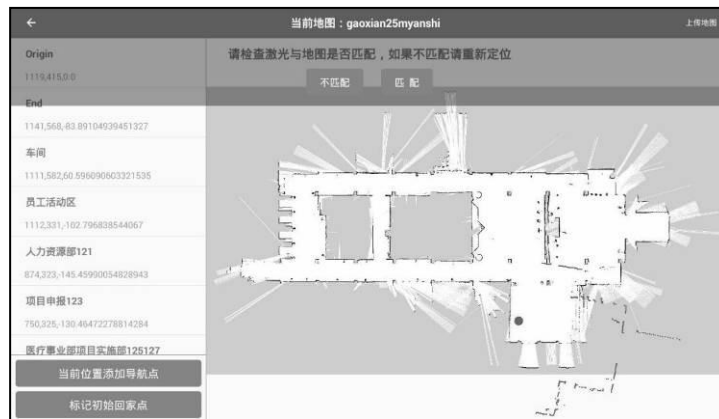 当前地图：gaoxian25myanshi
上传地图
Origin
1119,418,0.0
请检查激光与地图是否匹配，如果不匹配请重新定位
不匹配
匹 配
End
1141,568,-83.89104939451327
车间
1111,582,60.596090603321535
员工活动区
1112,331,-102.796838544067
人力资源部121
874,323,-145.45990054828943
项目申报123
750,325,-130.46472278814284
医疗事业部项目实施部125127
当前位置添加导航点
标记初始回家点